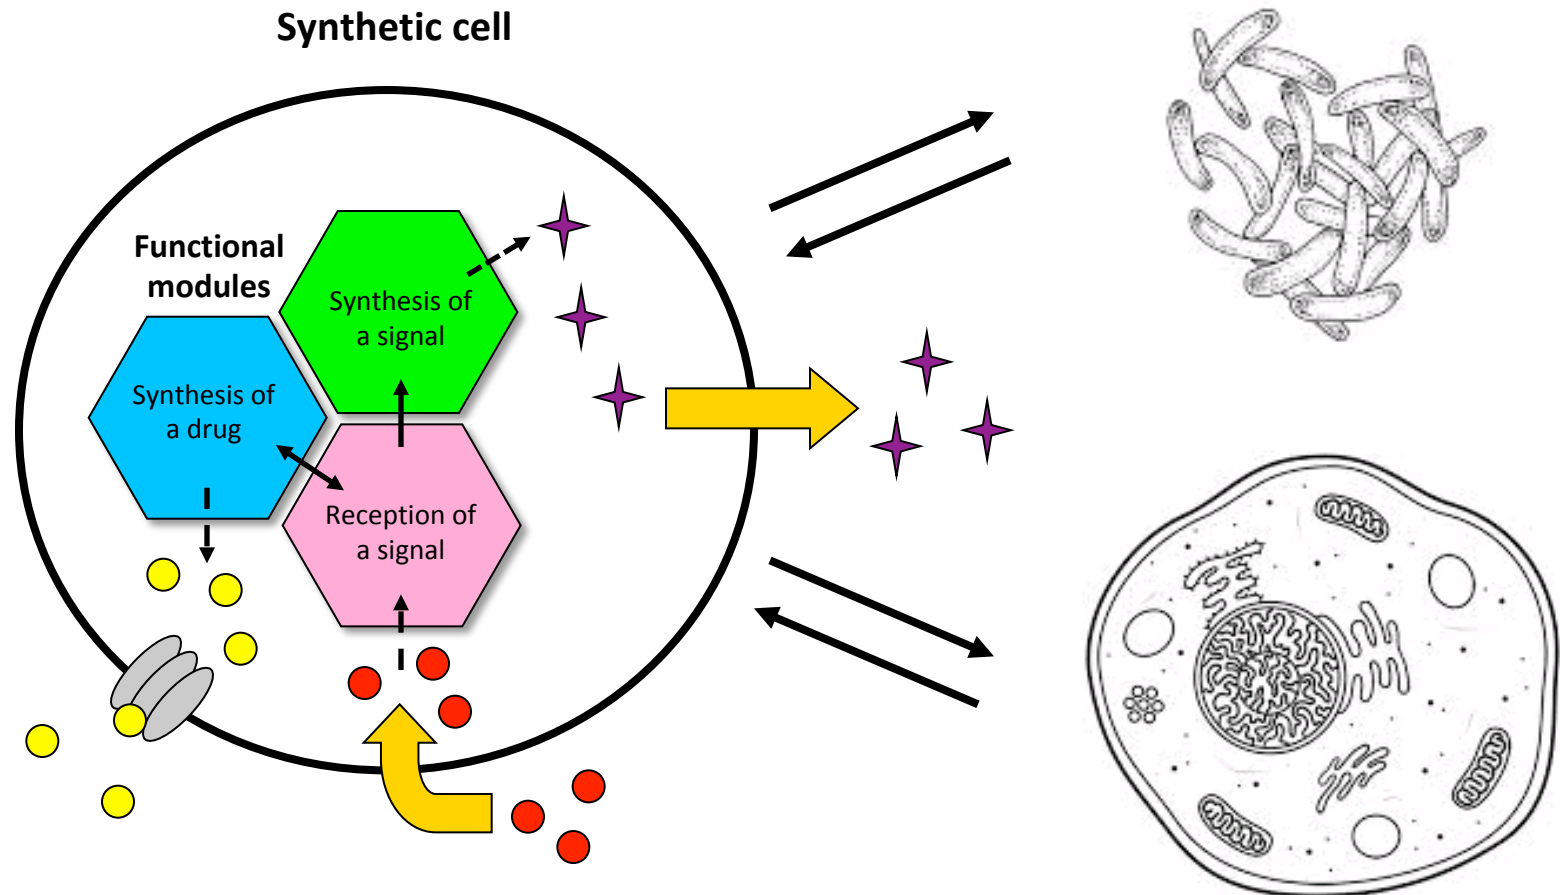 Synthetic cell
Functional
modules
Synthesis of
a signal
Synthesis of
a drug
Reception of
a signal